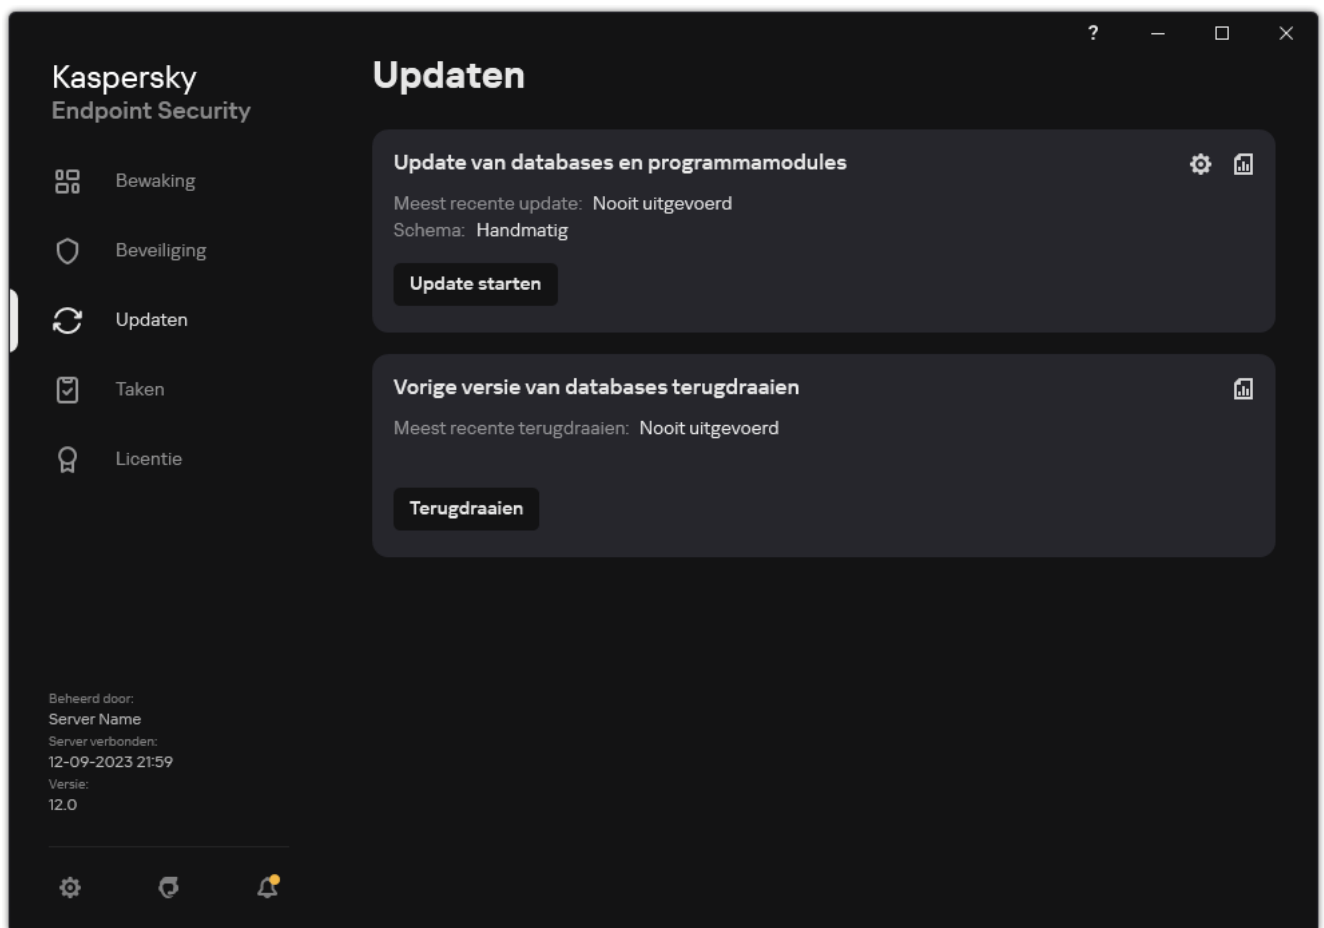 ?
Kaspersky
Endpoint Security
Bewaking
Beveiliging
Updaten
Taken
Licentie
Beheerd door:
Server Name
Server verbonden:
12-09-2023 21:59
Versie:
12.0
Updaten
Update van databases en programmamodules
Meest recente update: Nooit uitgevoerd
Schema: Handmatig
Update starten
Vorige versie van databases terugdraaien
Meest recente terugdraaien: Nooit uitgevoerd
Terugdraaien